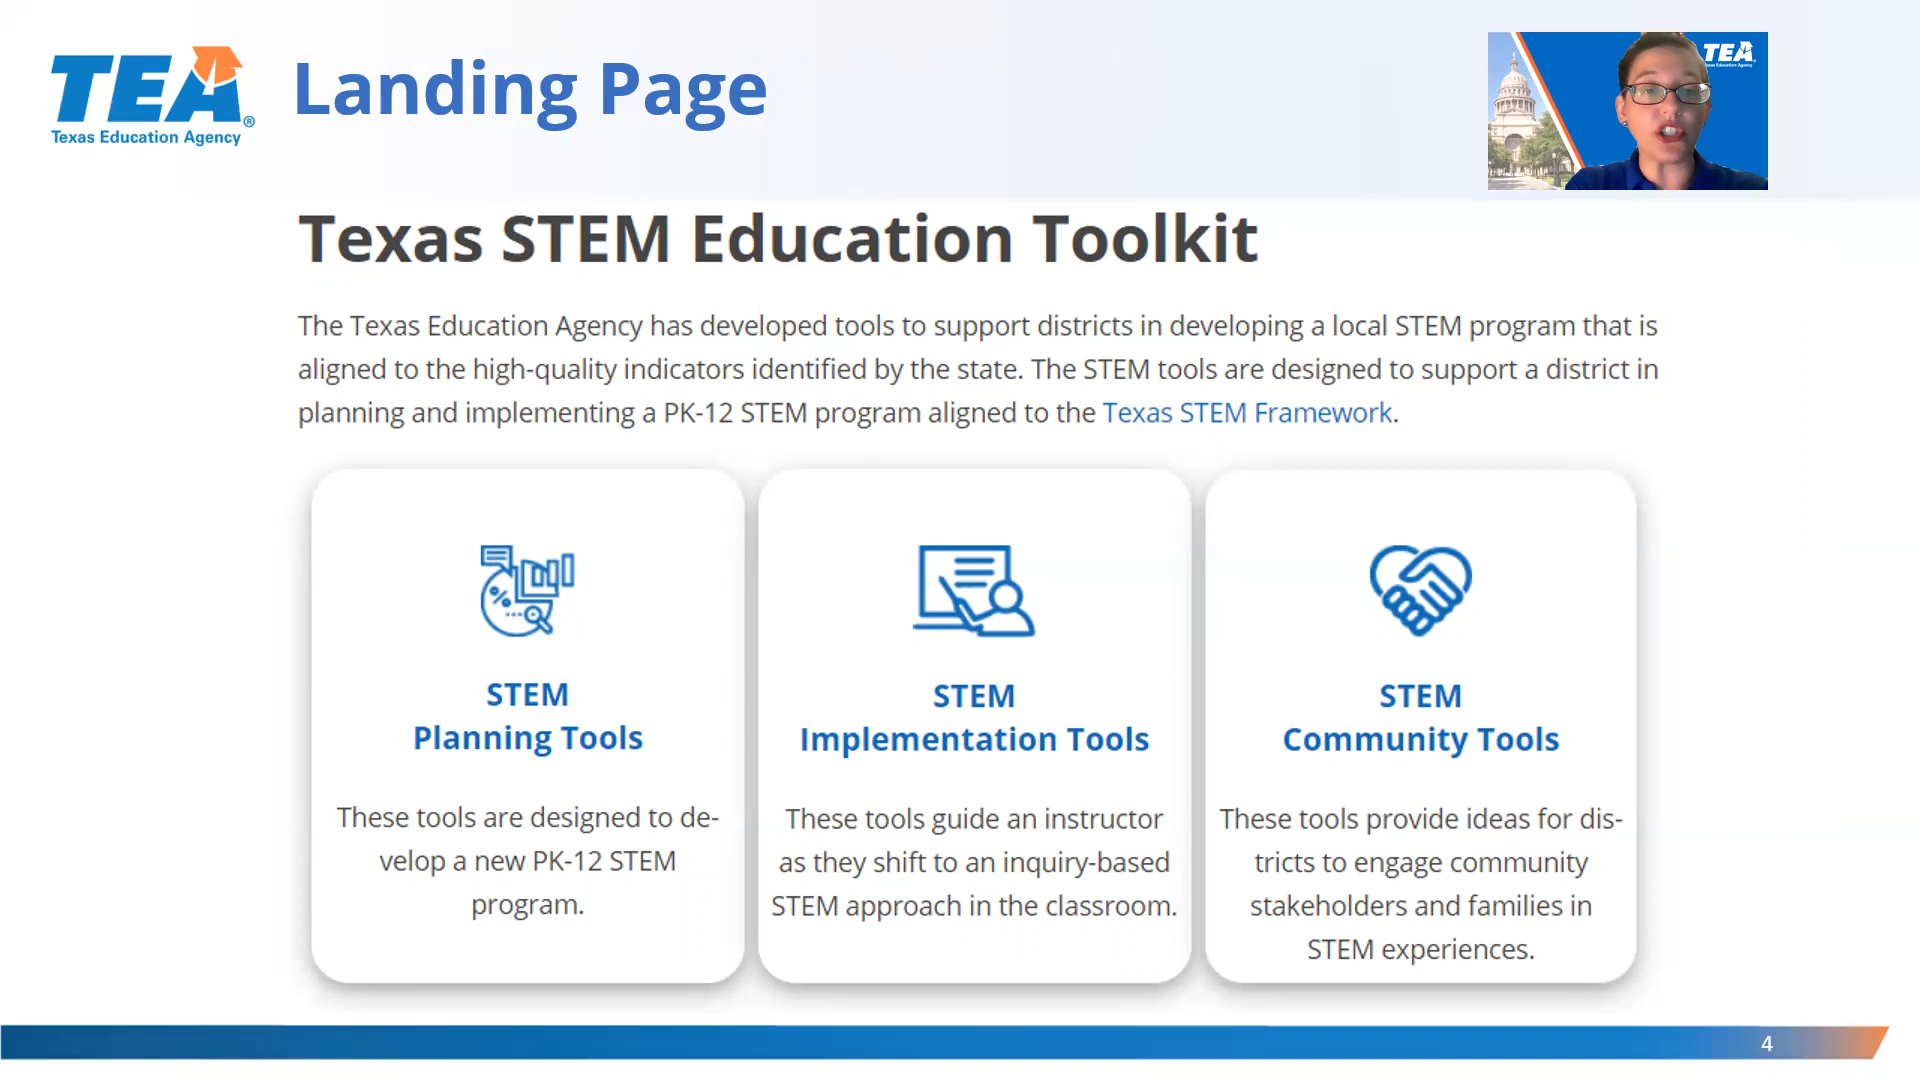 TEA®
Texas Education Agency
Landing Page
TEA
Texas Education Agency
Texas STEM Education Toolkit
The Texas Education Agency has developed tools to support districts in developing a local STEM program that is
aligned to the high-quality indicators identified by the state. The STEM tools are designed to support a district in
planning and implementing a PK-12 STEM program aligned to the Texas STEM Framework.
STEM
Planning Tools
These tools are designed to de-
velop a new PK-12 STEM
program.
STEM
Implementation Tools
These tools guide an instructor
as they shift to an inquiry-based
STEM approach in the classroom.
STEM
Community Tools
These tools provide ideas for dis-
tricts to engage community
stakeholders and families in
STEM experiences.
4